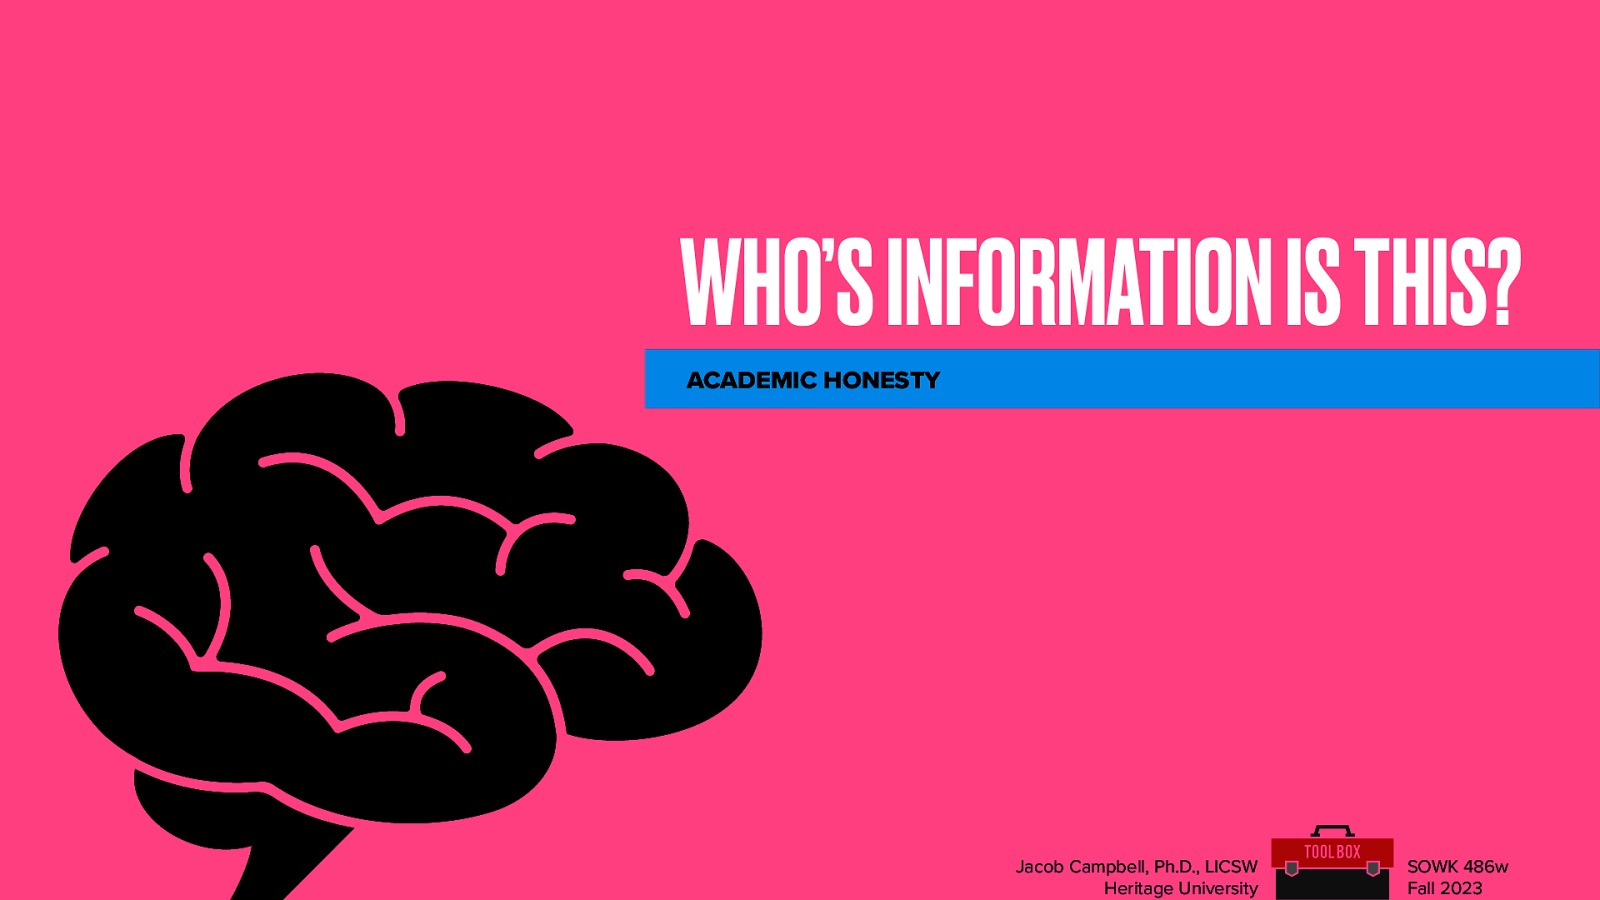 WHO'S INFORMATION IS THIS?
ACADEMIC HONESTY
Jacob Campbell, Ph.D., LICSW
Heritage University
TOOLBOX
SOWK 486w
Fall 2023